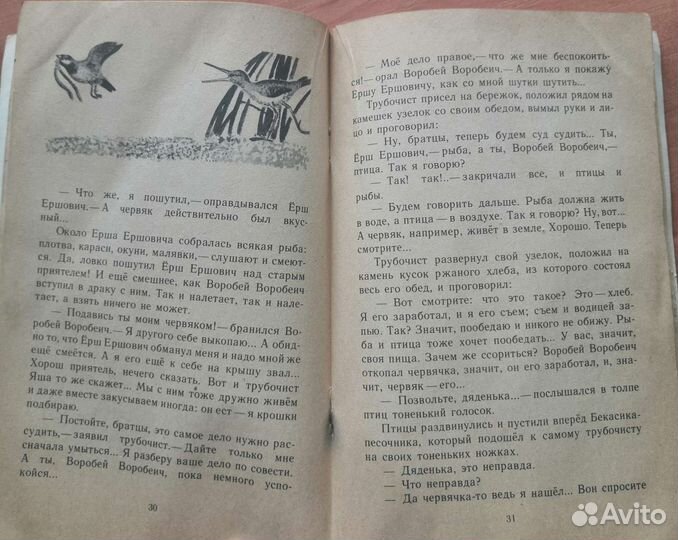 — Что же, я пошутил,— оправдывался Ёрш
Ершович.— А червяк действительно был вкус-
ный...
Около Ерша Ершовича собралась всякая рыба:
плотва, караси, окуни, малявки,— слушают и смеют-
ся. Да, ловко пошутил Ёрш Ершович над старым
приятелем! И ещё смешнее, как Воробей Воробеич
вступил в драку с ним. Так и налетает, так и нале-
тает, а взять ничего не может.
— Подавись ты моим червяком!— бранился Во-
робей Воробеич.— Я другого себе выкопаю... А обид-
но то, что Ёрш Ершович обманул меня и надо мной же
ещё смеётся. А я его ещё к себе на крышу звал...
Хорош приятель, нечего сказать. Вот и трубочист
Яша то же скажет... Мы с ним тоже дружно живём
и даже вместе закусываем иногда: он ест — я крошки
подбираю.
— Постойте, братцы, это самое дело нужно рас-
судить,— заявил трубочист.— Дайте только мне
сначала умыться... Я разберу ваше дело по совести.
А ты, Воробей Воробеич, пока немного успо-
койся...
30
— Моё дело правое,— что же мне беспокоить-
ся!— орал Воробей Воробеич.— А только я покажу
Ершу Ершовичу, как со мной шутки шутить...
Трубочист присел на бережок, положил рядом на
камешек узелок со своим обедом, вымыл руки и ли-
цо и проговорил:
— Ну, братцы, теперь будем суд судить... Ты,
Ёрш Ершович,— рыба, а ты, Воробей Воробеич,—
птица. Так я говорю?
— Так! так!..— закричали все, и птицы и
рыбы.
— Будем говорить дальше. Рыба должна жить
в воде, а птица — в воздухе. Так я говорю? Ну, вот...
А червяк, например, живёт в земле. Хорошо. Теперь
смотрите...
Трубочист развернул свой узелок, положил на
камень кусок ржаного хлеба, из которого состоял
весь его обед, и проговорил:
— Вот смотрите: что это такое? Это — хлеб.
Я его заработал, и я его съем; съем и водицей за-
пью. Так? Значит, пообедаю и никого не обижу. Ры-
ба и птица тоже хочет пообедать... У вас, значит,
своя пища. Зачем же ссориться? Воробей Воробеич
откопал червячка, значит, он его заработал, и, зна-
чит, червяк — его...
— Позвольте, дяденька...— послышался в толпе
птиц тоненький голосок.
Птицы раздвинулись и пустили вперёд Бекасика-
песочника, который подошёл к самому трубочисту
на своих тоненьких ножках.
— Дяденька, это неправда.
— Что неправда?
— Да червячка-то ведь я нашёл... Вон спросите
31
Avito